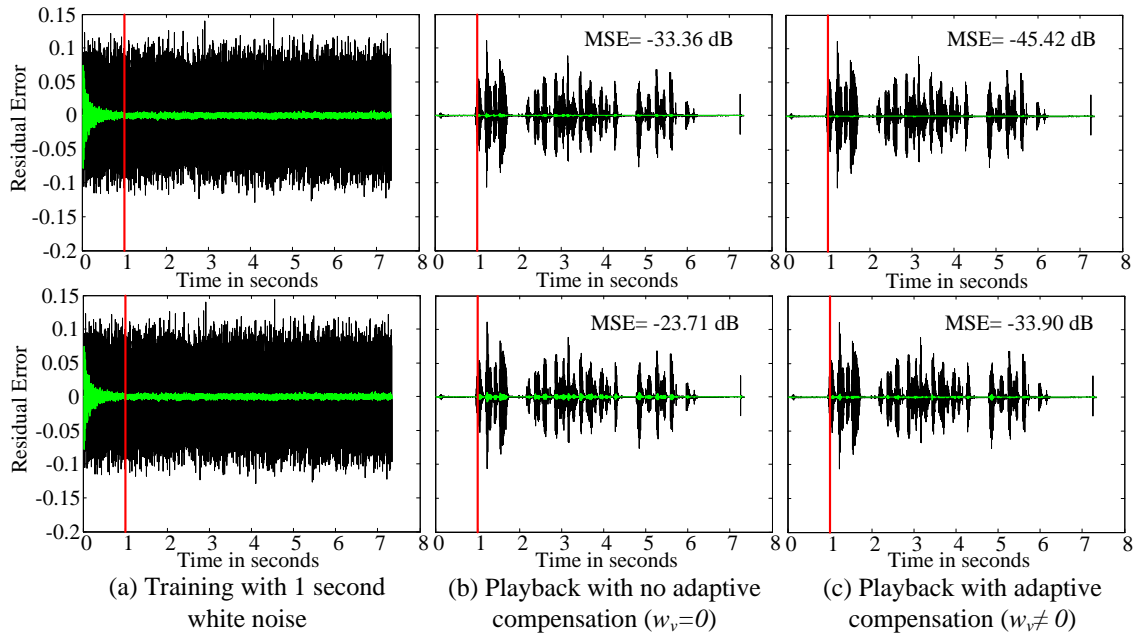 0.15
0.1
0.05
0
-0.05
-0.1
-0.15
-0.2
Residual Error
0 1 2 3 4 5 6 7 8
Time in seconds
MSE= -33.36 dB
0 1 2 3 4 5 6 7 8
Time in seconds
MSE= -45.42 dB
0 1 2 3 4 5 6 7 8
Time in seconds
0.15
0.1
0.05
0
-0.05
-0.1
-0.15
-0.2
Residual Error
0 1 2 3 4 5 6 7 8
Time in seconds
MSE= -23.71 dB
0 1 2 3 4 5 6 7 8
Time in seconds
MSE= -33.90 dB
0 1 2 3 4 5 6 7 8
Time in seconds
(a) Training with 1 second
white noise
(b) Playback with no adaptive
compensation (wᵥ=0)
(c) Playback with adaptive
compensation (wᵥ≠ 0)